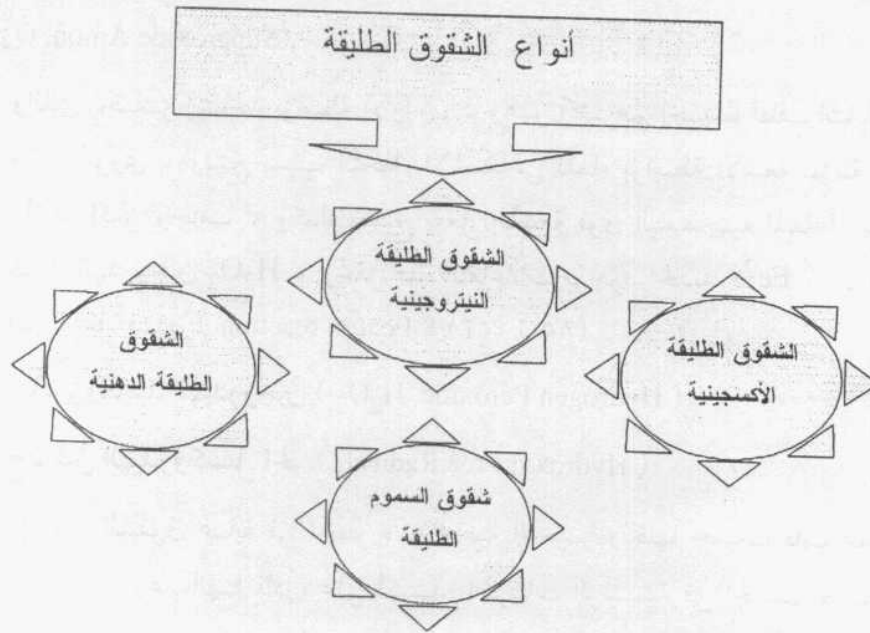 أنواع الشقوق الطليقة
الشقوق الطليقة
النيتروجينية
الشقوق الطليقة
الأكسجينية
الشقوق
الطليقة الدهنية
شقوق السموم
الطليقة